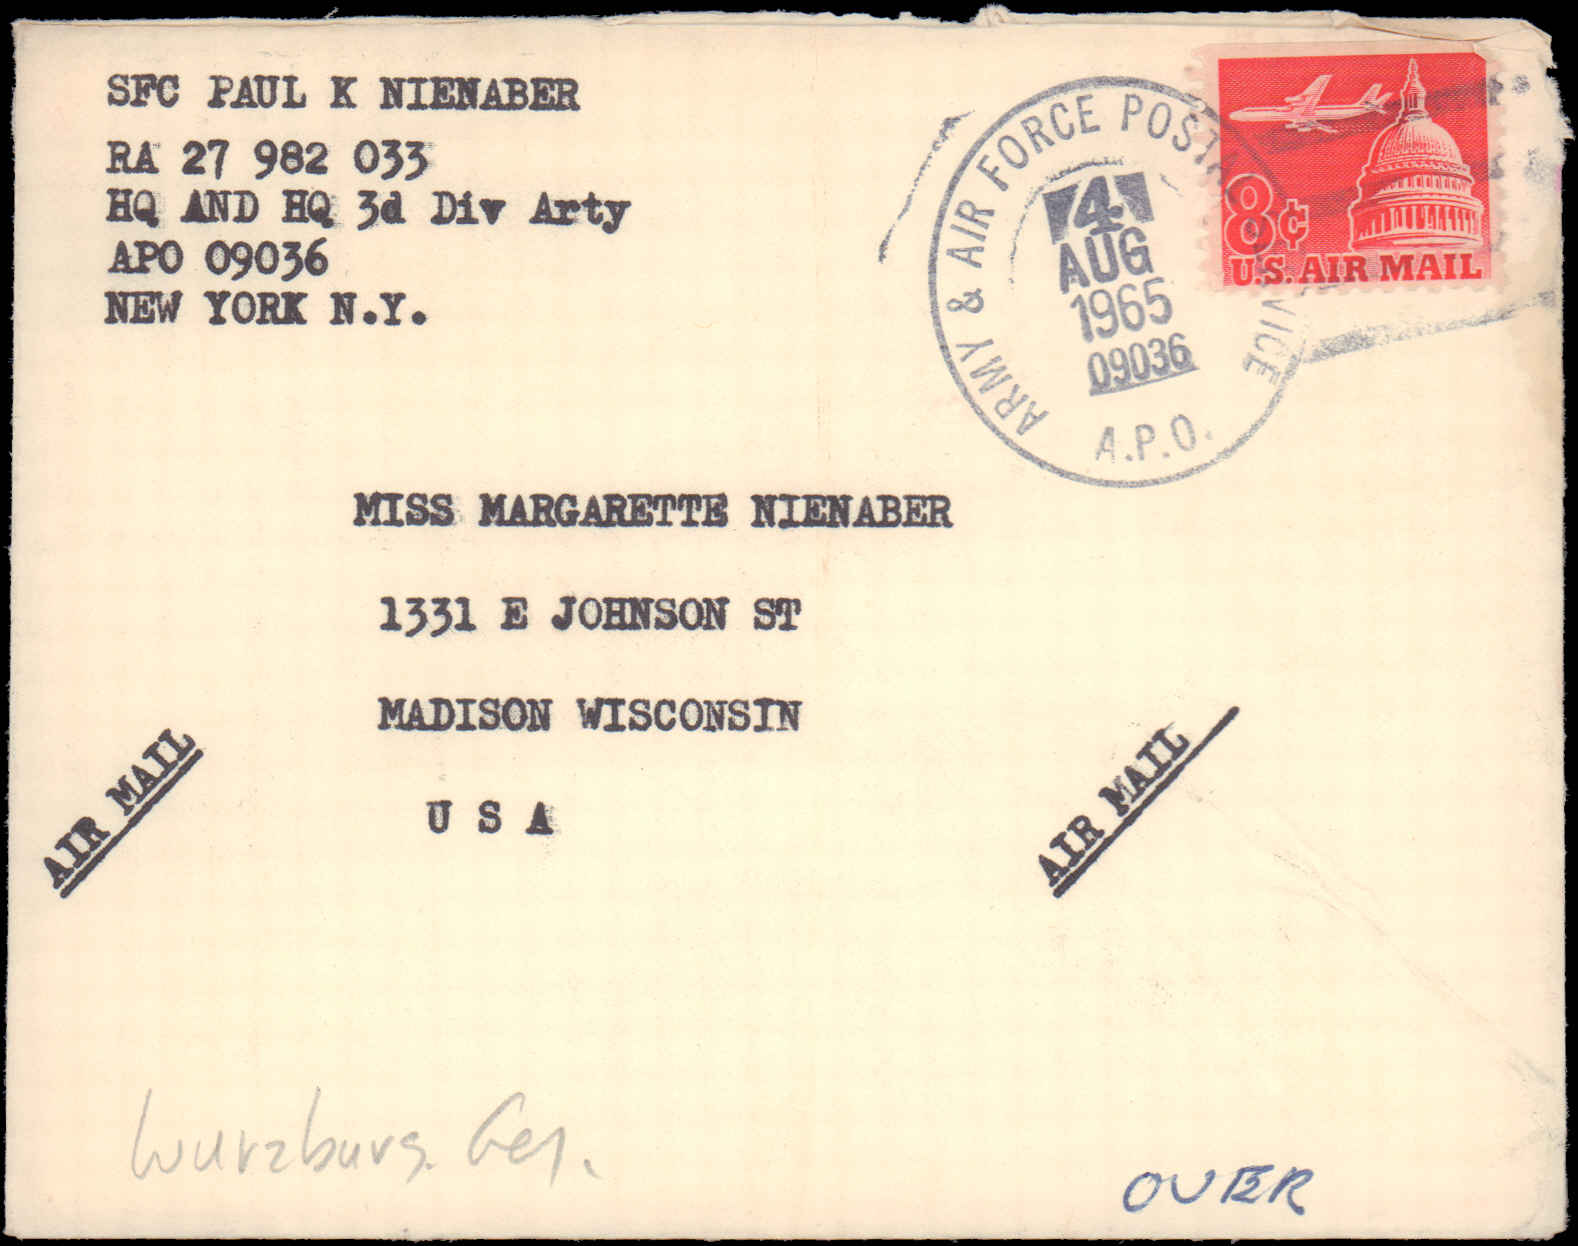 SFC PAUL K NIENABER
RA 27 982 033
HQ AND HQ 3d Div Arty
APO 09036
NEW YORK N.Y.
ARMY & AIR FORCE POSTAL SERVICE
4
AUG
1965
09036
A.P.O.
8¢
U.S. AIR MAIL
MISS MARGARETTE NIENABER
1331 E JOHNSON ST
MADISON WISCONSIN
U S A
AIR MAIL
AIR MAIL
Wurzburg. Ger.
OVER